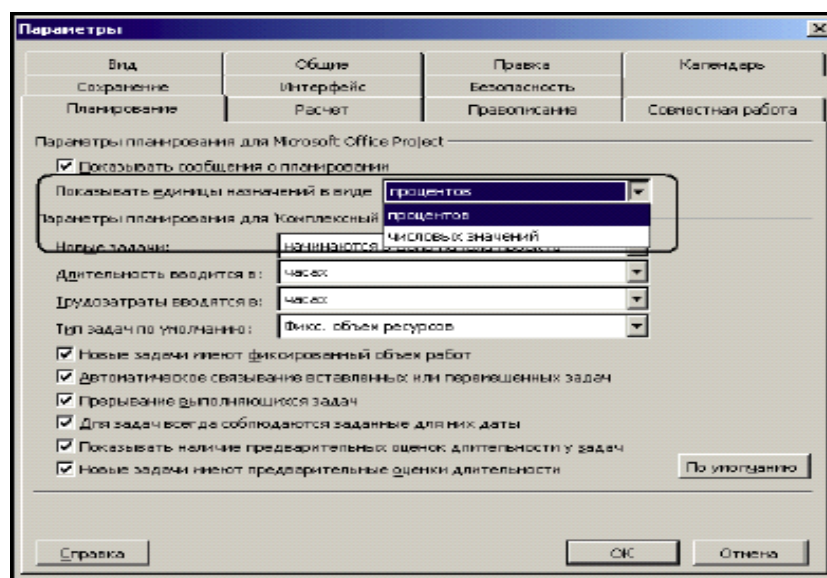 Параметры
Вид Общие Правка Календарь
Сохранение Интерфейс Безопасность
Планирование Расчет Правописание Совместная работа
Параметры планирования для Microsoft Office Project
Показывать сообщения о планировании
Показывать единицы назначений в виде процентов
процентов
Параметры планирования для 'Комплексный
числовых значений
Новые задачи: начинаются
Длительность вводится в: часах
Трудозатраты вводятся в: часах
Тип задач по умолчанию: Фикс. объем ресурсов
Новые задачи имеют фиксированный объем работ
Автоматическое связывание вставленных или перемещенных задач
Прерывание выполняющихся задач
Для задач всегда соблюдаются заданные для них даты
Показывать наличие предварительных оценок длительности у задач
Новые задачи имеют предварительные оценки длительности По умолчанию
Справка ОК Отмена